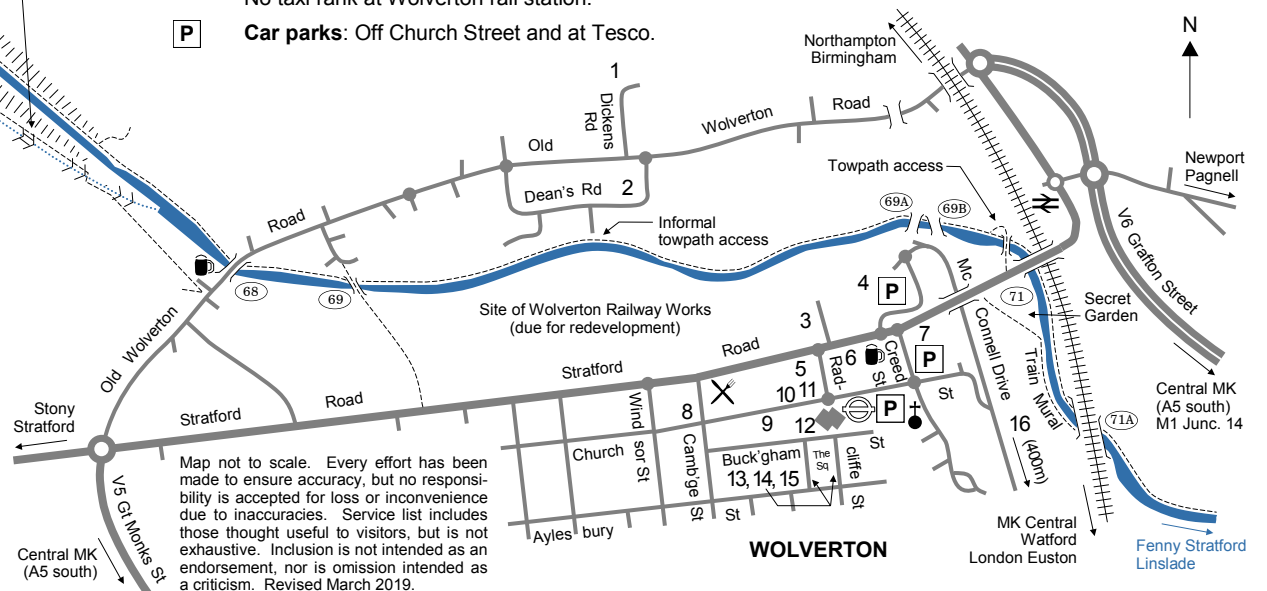 No taxi rank at Wolverton rail station.
P Car parks: Off Church Street and at Tesco.
Northampton
Birmingham
N
1
Dickens
Rd
Old
Wolverton
Road
Dean's Rd
2
Towpath access
Newport
Pagnell
Road
Informal
towpath access
69A
69B
V6 Grafton Street
68
69
4
P
Mc
Connell Drive
71
Secret
Garden
Site of Wolverton Railway Works
(due for redevelopment)
3
Old Wolverton
Road
7
6
Creed
St
P
Train Mural
Stratford
5
Rad-
Central MK
(A5 south)
M1 Junc. 14
Stony
Stratford
Stratford
Road
10 11
P
St
8
Wind
sor St
9
12
16
(400m)
71A
Church
St
Camb'ge
St
Buck'gham
The
Sq
cliffe
St
13, 14, 15
St
Ayles bury
V5 Gt Monks St
Central MK
(A5 south)
Map not to scale. Every effort has been
made to ensure accuracy, but no responsi-
bility is accepted for loss or inconvenience
due to inaccuracies. Service list includes
those thought useful to visitors, but is not
exhaustive. Inclusion is not intended as an
endorsement, nor is omission intended as
a criticism. Revised March 2019.
WOLVERTON
MK Central
Watford
London Euston
Fenny Stratford
Linslade